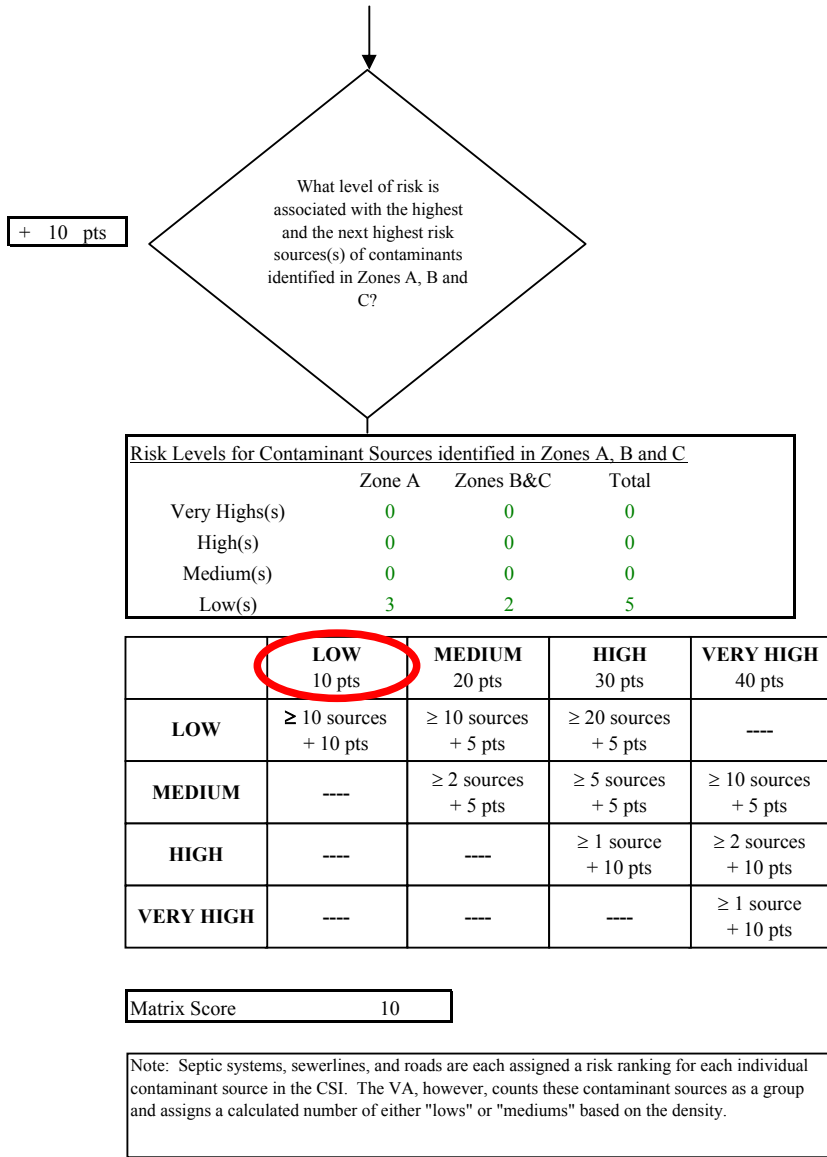 What level of risk is
associated with the highest
and the next highest risk
sources(s) of contaminants
identified in Zones A, B and
C?
+ 10 pts
Risk Levels for Contaminant Sources identified in Zones A, B and C
Zone A Zones B&C Total
Very Highs(s) 0 0 0
High(s) 0 0 0
Medium(s) 0 0 0
Low(s) 3 2 5
LOW MEDIUM HIGH VERY HIGH
10 pts 20 pts 30 pts 40 pts
LOW ≥ 10 sources ≥ 10 sources ≥ 20 sources ----
+ 10 pts + 5 pts + 5 pts
MEDIUM ---- ≥ 2 sources ≥ 5 sources ≥ 10 sources
+ 5 pts + 5 pts + 5 pts
HIGH ---- ---- ≥ 1 source ≥ 2 sources
+ 10 pts + 10 pts
VERY HIGH ---- ---- ---- ≥ 1 source
+ 10 pts
Matrix Score 10
Note: Septic systems, sewerlines, and roads are each assigned a risk ranking for each individual
contaminant source in the CSI. The VA, however, counts these contaminant sources as a group
and assigns a calculated number of either "lows" or "mediums" based on the density.